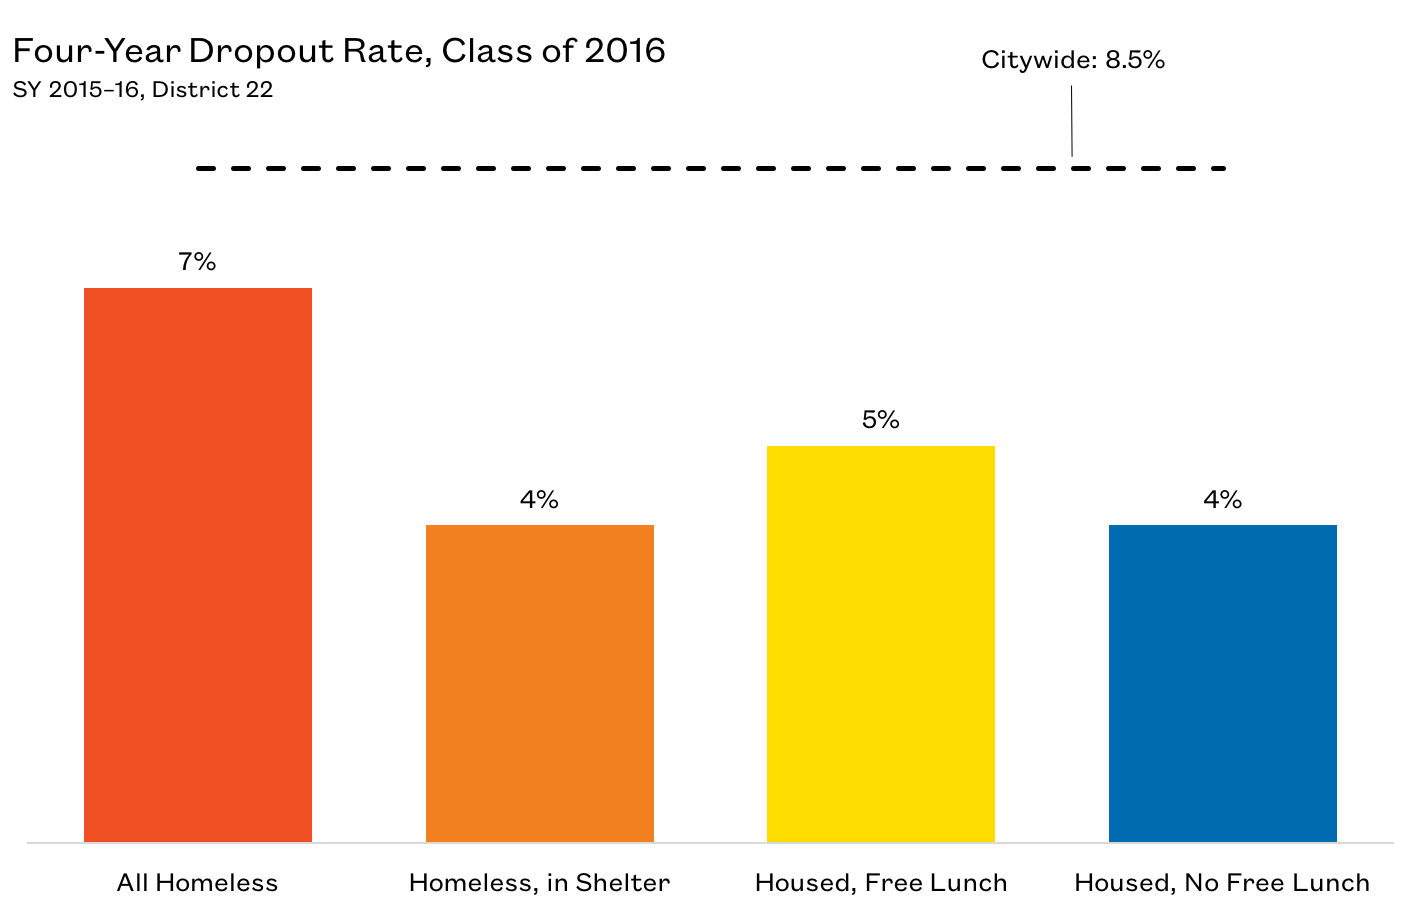 Four-Year Dropout Rate, Class of 2016
SY 2015–16, District 22
Citywide: 8.5%
7%
4%
5%
4%
All Homeless
Homeless, in Shelter
Housed, Free Lunch
Housed, No Free Lunch